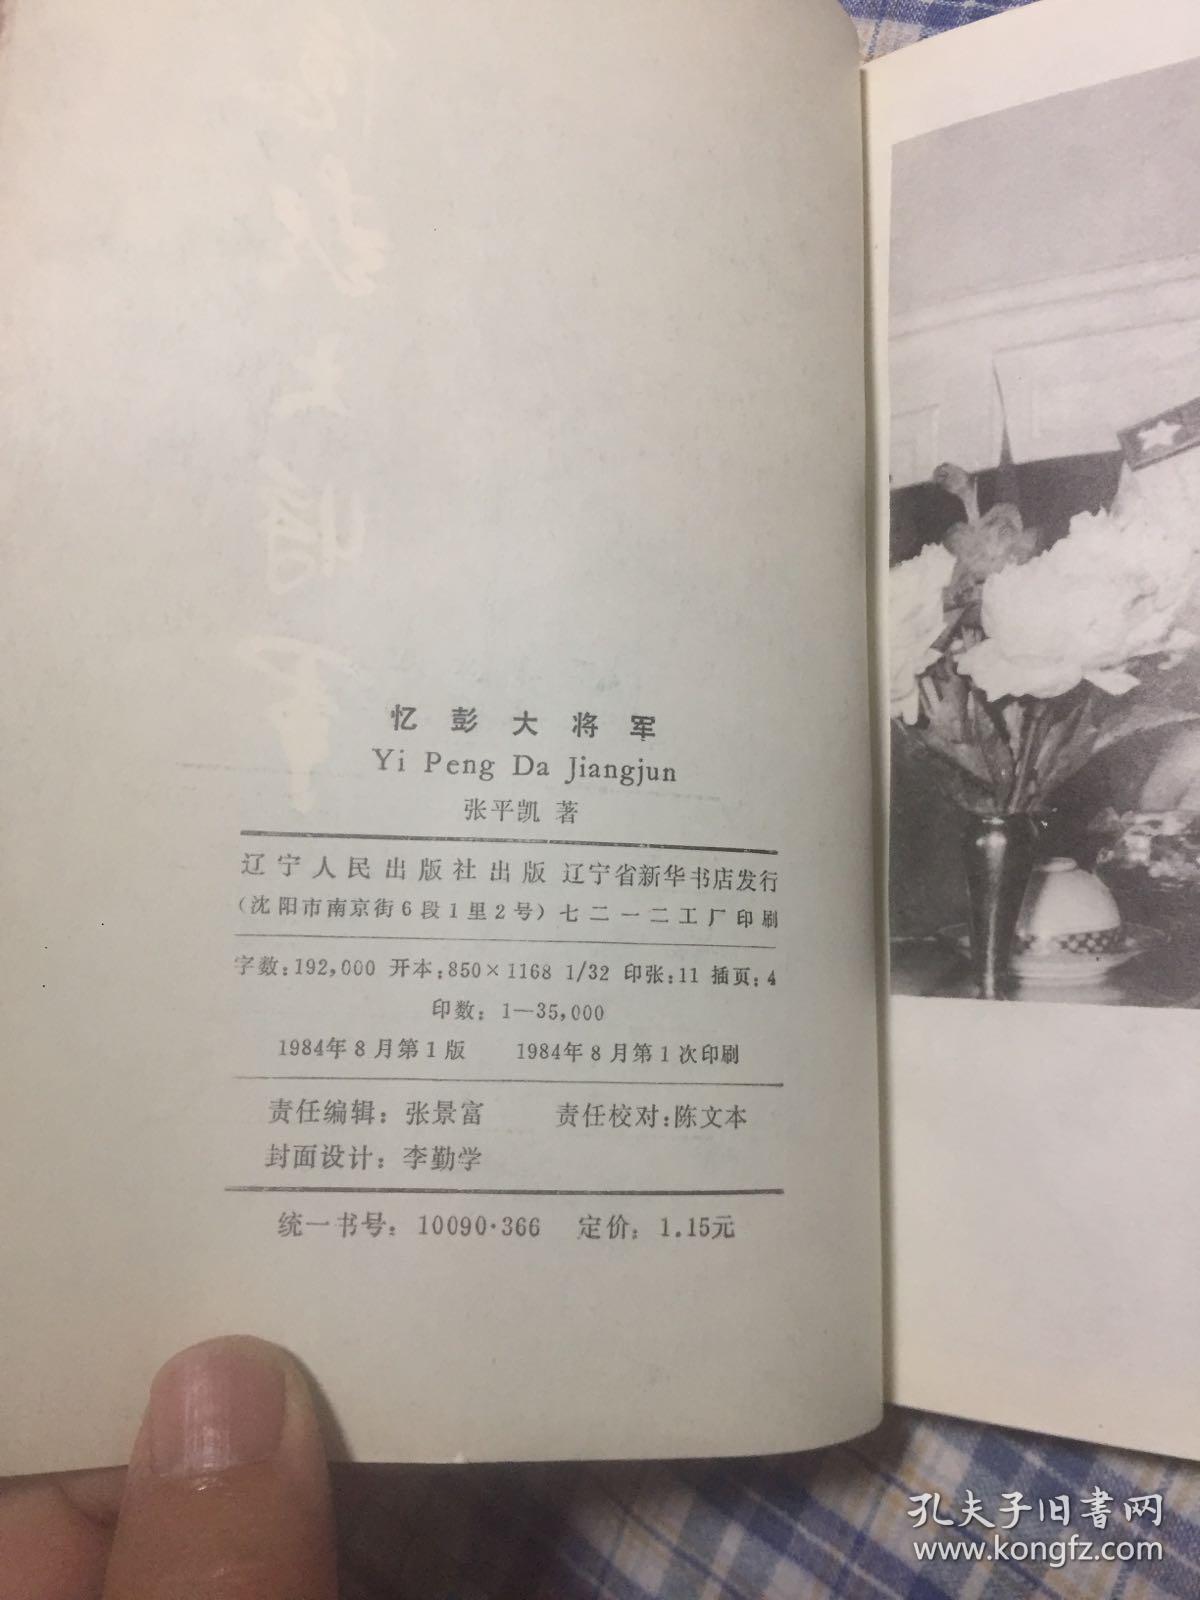 忆彭大将军
Yi Peng Da Jiangjun
张平凯 著
辽宁人民出版社出版 辽宁省新华书店发行
（沈阳市南京街6段1里2号）七二一二工厂印刷
字数：192,000 开本：850×1168 1/32 印张：11 插页：4
印数：1—35,000
1984年8月第1版 1984年8月第1次印刷
责任编辑：张景富 责任校对：陈文本
封面设计：李勤学
统一书号：10090·366 定价：1.15元
孔夫子旧书网
www.kongfz.com